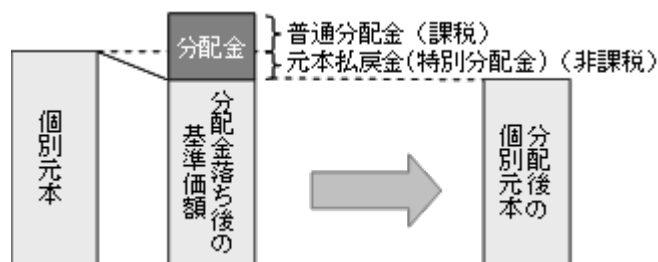 分配金
普通分配金（課税）
元本払戻金(特別分配金)（非課税）
個別元本
分配金落ち後の
基準価額
分配後の
個別元本